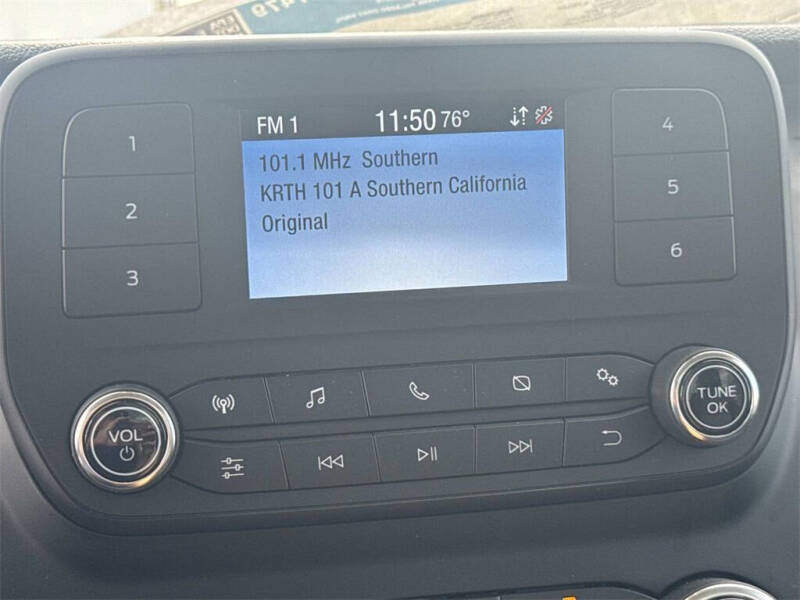 FM 1 11:50 76°
101.1 MHz Southern
KRTH 101 A Southern California
Original
1
2
3
4
5
6
VOL
TUNE
OK